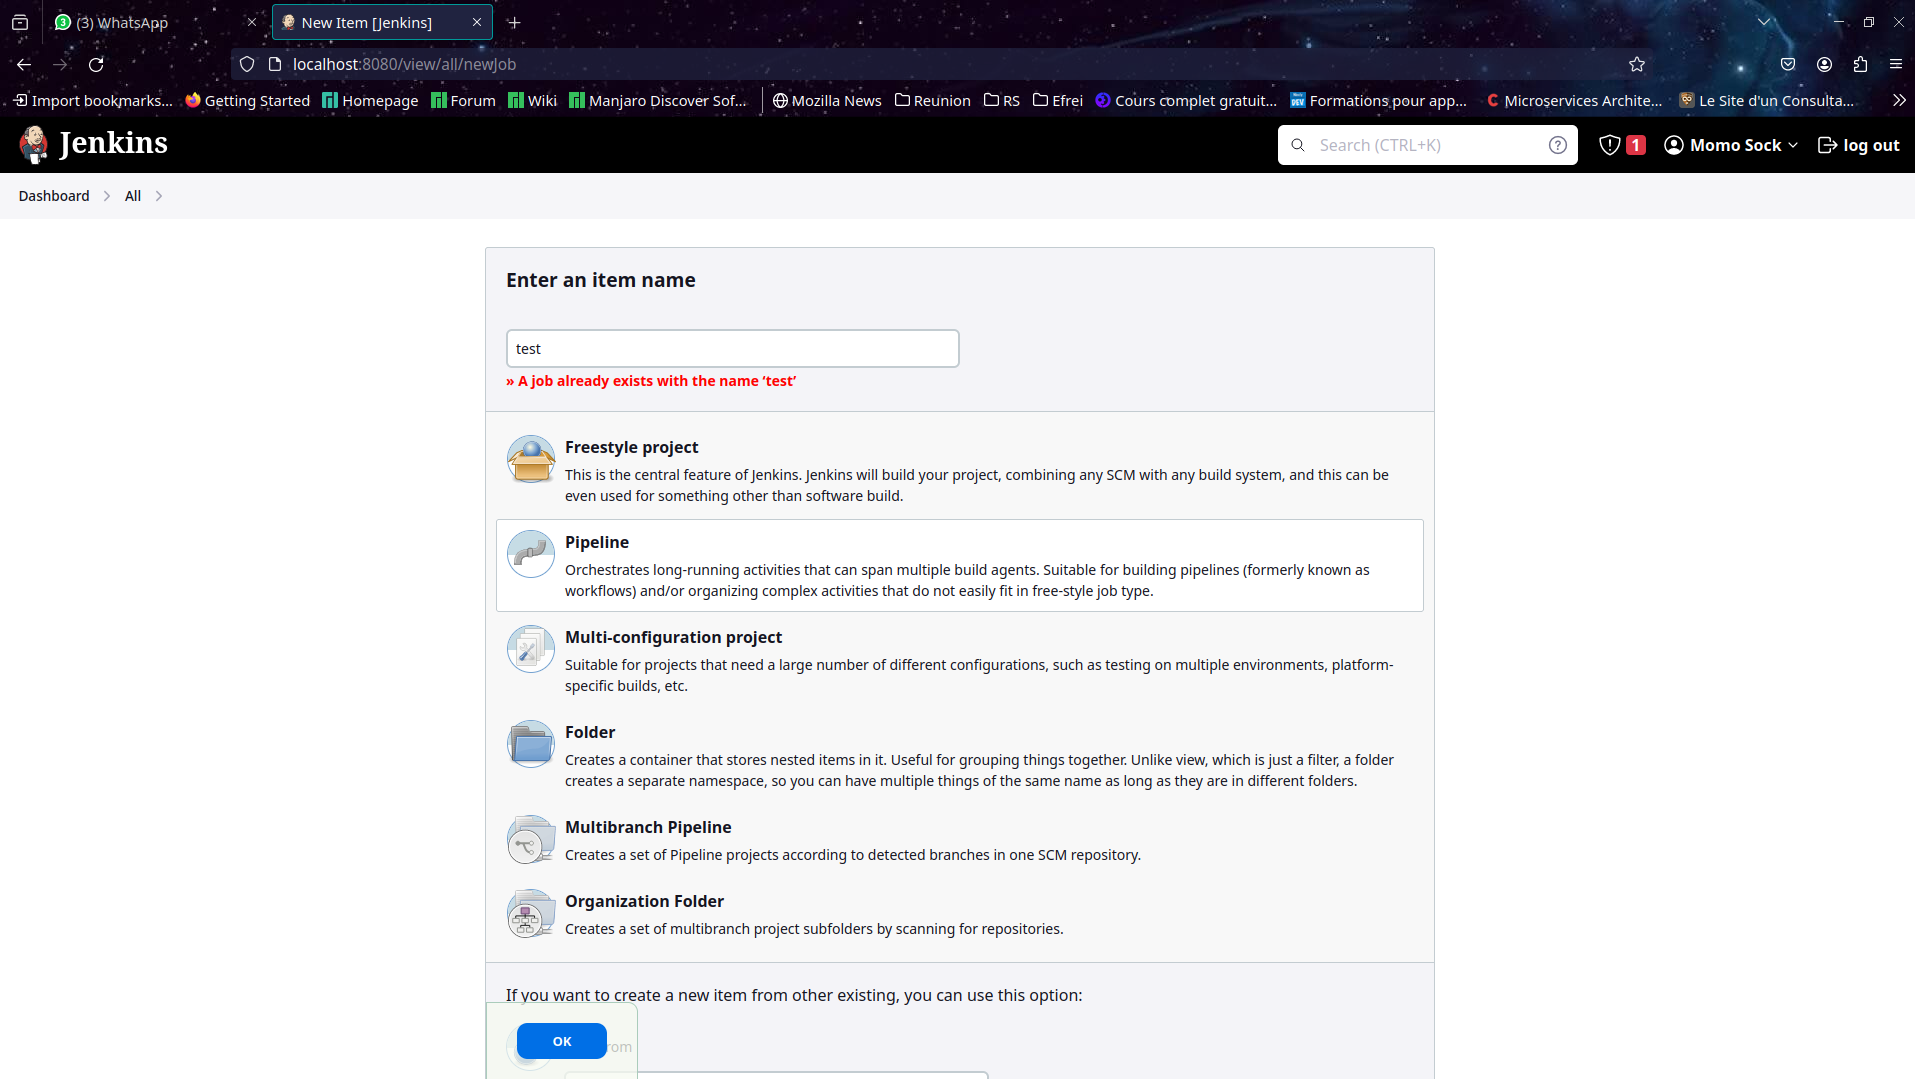 3 (3) WhatsApp
New Item [Jenkins]
localhost:8080/view/all/newJob
Import bookmarks... Getting Started Homepage Forum Wiki Manjaro Discover Sof... Mozilla News Reunion RS Efrei Cours complet gratuit... Formations pour app... Microservices Archite... Le Site d'un Consulta...
Jenkins
Search (CTRL+K)
1
Momo Sock
log out
Dashboard
All
Enter an item name
test
» A job already exists with the name ‘test’
Freestyle project
This is the central feature of Jenkins. Jenkins will build your project, combining any SCM with any build system, and this can be
even used for something other than software build.
Pipeline
Orchestrates long-running activities that can span multiple build agents. Suitable for building pipelines (formerly known as
workflows) and/or organizing complex activities that do not easily fit in free-style job type.
Multi-configuration project
Suitable for projects that need a large number of different configurations, such as testing on multiple environments, platform-
specific builds, etc.
Folder
Creates a container that stores nested items in it. Useful for grouping things together. Unlike view, which is just a filter, a folder
creates a separate namespace, so you can have multiple things of the same name as long as they are in different folders.
Multibranch Pipeline
Creates a set of Pipeline projects according to detected branches in one SCM repository.
Organization Folder
Creates a set of multibranch project subfolders by scanning for repositories.
If you want to create a new item from other existing, you can use this option:
OK
rom